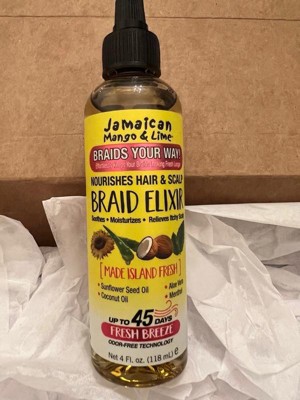 Jamaican
Mango & Lime
BRAIDS YOUR WAY!
NOURISHES HAIR & SCALP
BRAID ELIXIR
Soothes • Moisturizes • Relieves Itchy Scalp
[MADE ISLAND FRESH]
• Sunflower Seed Oil
• Coconut Oil
• Aloe Vera
• Menthol
UP TO 45 DAYS
FRESH BREEZE
ODOR-FREE TECHNOLOGY
Net 4 Fl. oz. (118 mL) e